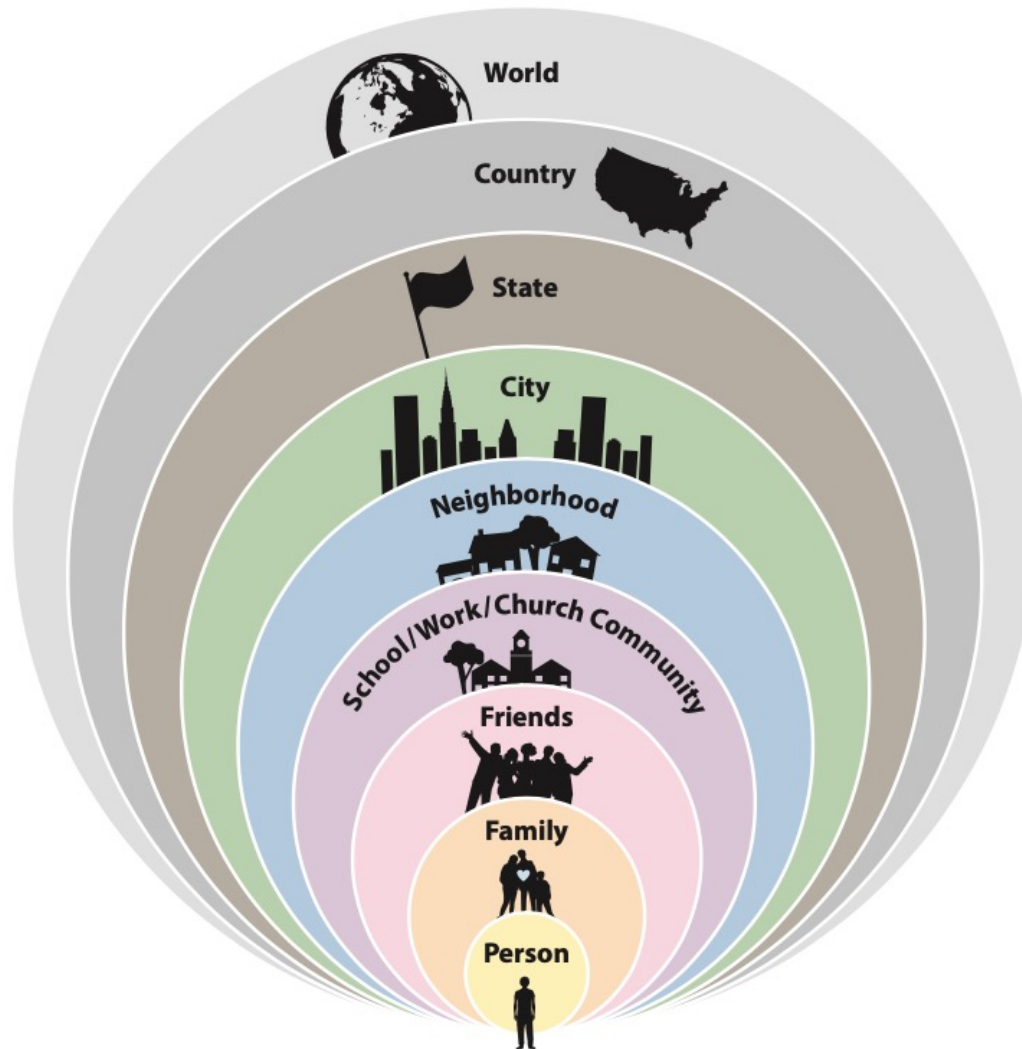 World
Country
State
City
Neighborhood
School/Work/Church Community
Friends
Family
Person